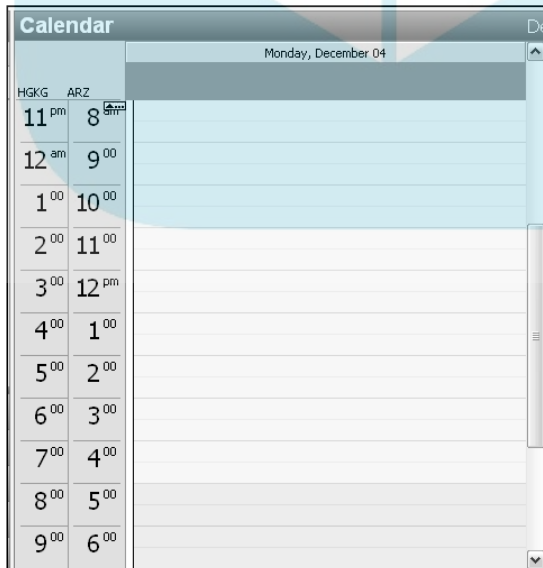 Calendar De
Monday, December 04
HGKG ARZ
11 pm 8 am
12 am 9 00
1 00 10 00
2 00 11 00
3 00 12 pm
4 00 1 00
5 00 2 00
6 00 3 00
7 00 4 00
8 00 5 00
9 00 6 00